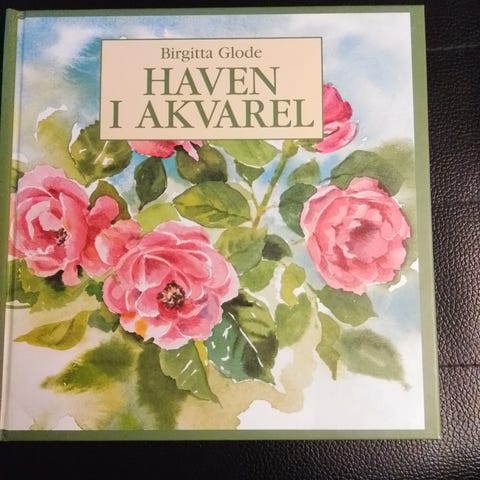 Birgitta Glode
HAVEN
I AKVAREL